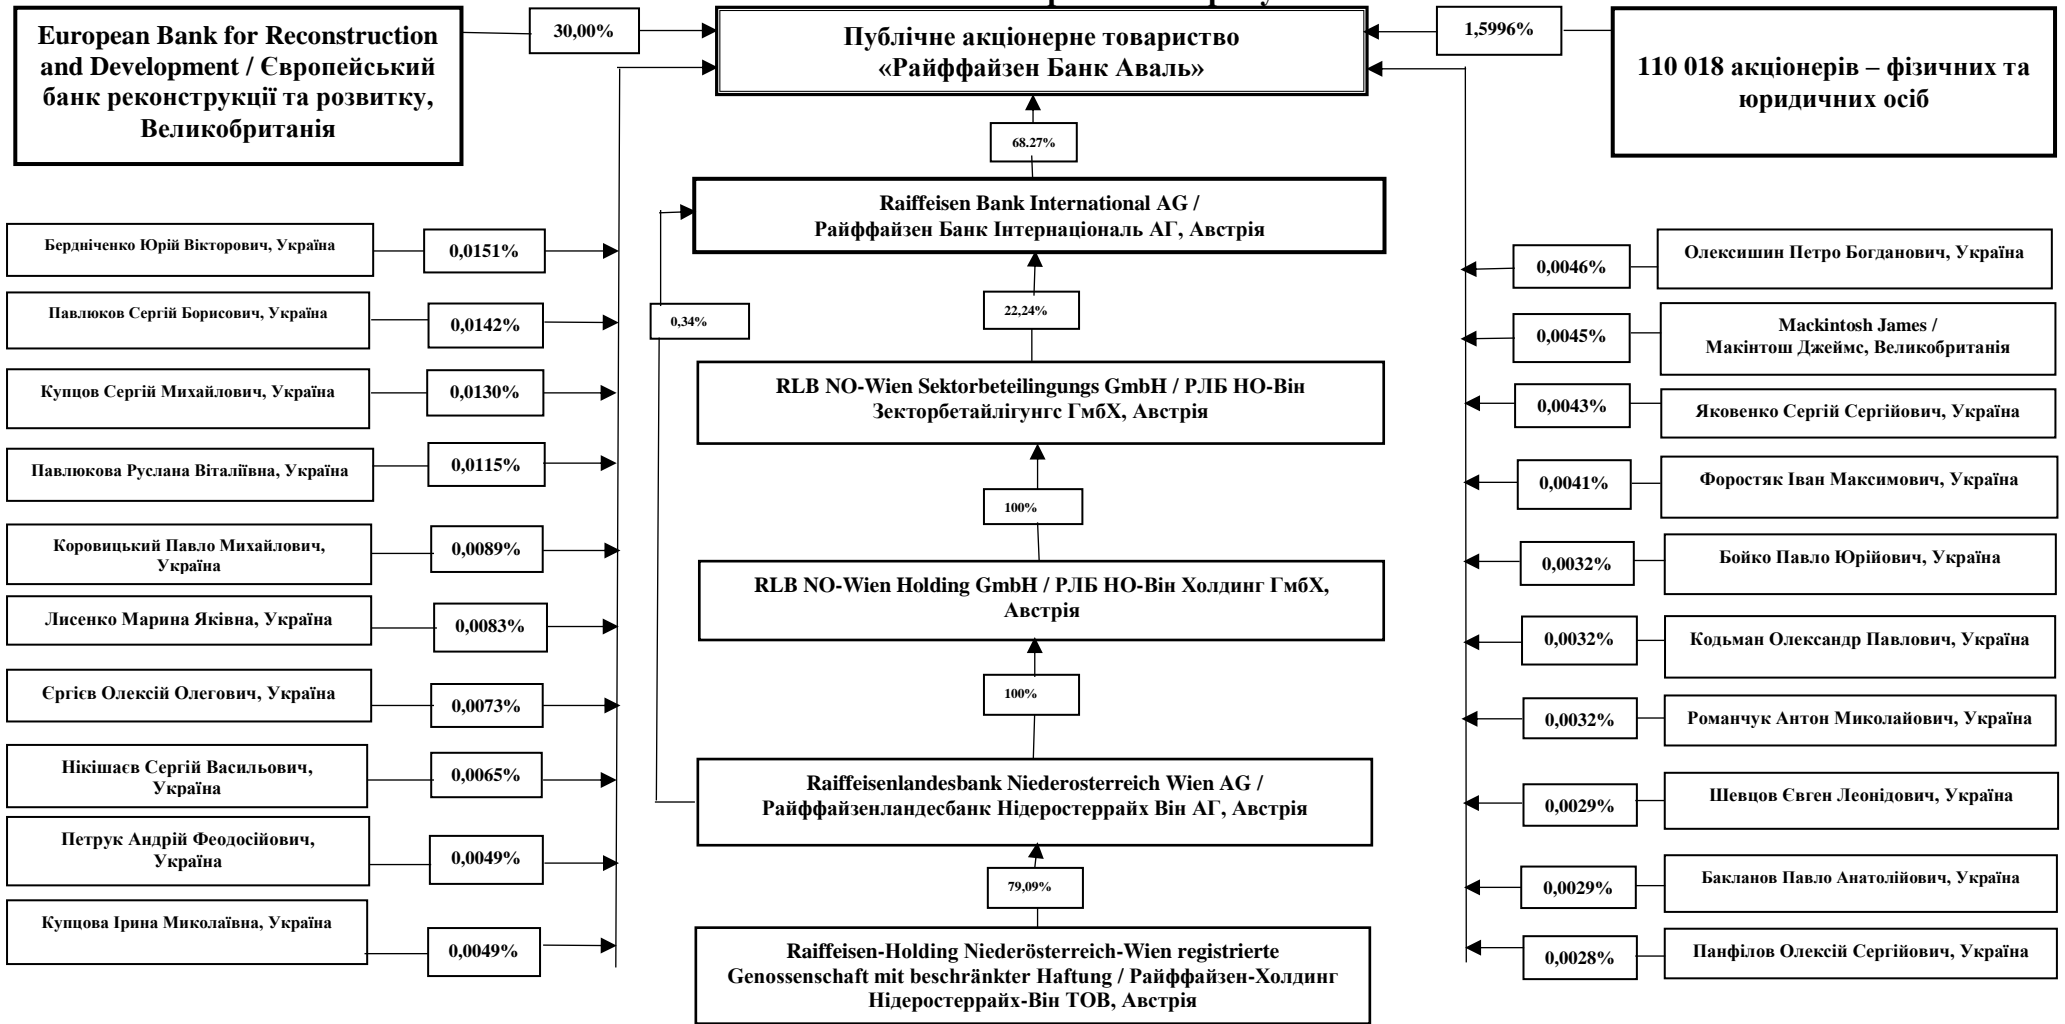 European Bank for Reconstruction
and Development / Європейський
банк реконструкції та розвитку,
Великобританія
30,00%
Публічне акціонерне товариство
«Райффайзен Банк Аваль»
1,5996%
110 018 акціонерів – фізичних та
юридичних осіб
68.27%
Raiffeisen Bank International AG /
Райффайзен Банк Інтернаціональ АГ, Австрія
0,34%
22,24%
RLB NO-Wien Sektorbeteilingungs GmbH / РЛБ НО-Він
Зекторбетайлігунгс ГмбХ, Австрія
100%
RLB NO-Wien Holding GmbH / РЛБ НО-Він Холдинг ГмбХ,
Австрія
100%
Raiffeisenlandesbank Niederosterreich Wien AG /
Райффайзенландесбанк Нідеростеррайх Він АГ, Австрія
79,09%
Raiffeisen-Holding Niederösterreich-Wien registrierte
Genossenschaft mit beschränkter Haftung / Райффайзен-Холдинг
Нідеростеррайх-Він ТОВ, Австрія
Бердніченко Юрій Вікторович, Україна
0,0151%
Павлюков Сергій Борисович, Україна
0,0142%
Купцов Сергій Михайлович, Україна
0,0130%
Павлюкова Руслана Віталіївна, Україна
0,0115%
Коровицький Павло Михайлович,
Україна
0,0089%
Лисенко Марина Яківна, Україна
0,0083%
Єргієв Олексій Олегович, Україна
0,0073%
Нікішаєв Сергій Васильович,
Україна
0,0065%
Петрук Андрій Феодосійович,
Україна
0,0049%
Купцова Ірина Миколаївна, Україна
0,0049%
0,0046%
Олексишин Петро Богданович, Україна
0,0045%
Mackintosh James /
Макінтош Джеймс, Великобританія
0,0043%
Яковенко Сергій Сергійович, Україна
0,0041%
Форостяк Іван Максимович, Україна
0,0032%
Бойко Павло Юрійович, Україна
0,0032%
Кодьман Олександр Павлович, Україна
0,0032%
Романчук Антон Миколайович, Україна
0,0029%
Шевцов Євген Леонідович, Україна
0,0029%
Бакланов Павло Анатолійович, Україна
0,0028%
Панфілов Олексій Сергійович, Україна